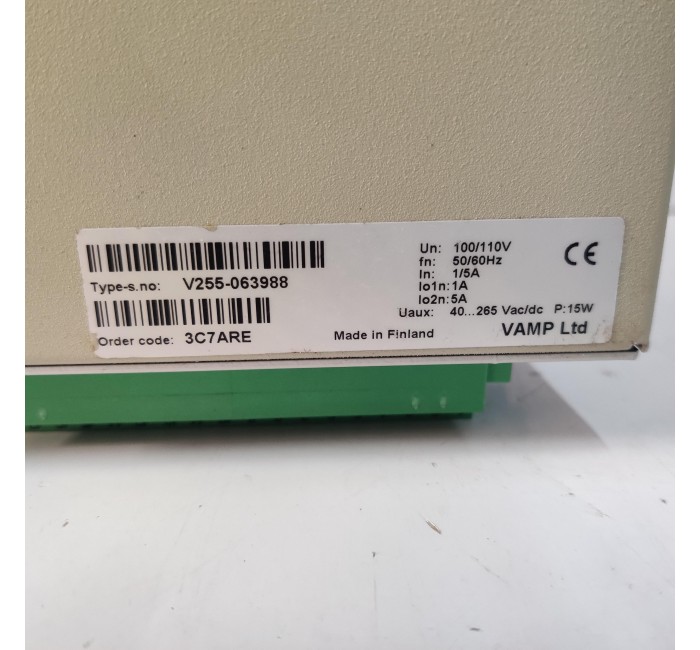 Type-s.no: V255-063988
Order code: 3C7ARE
Made in Finland
Un: 100/110V
fn: 50/60Hz
In: 1/5A
Io1n: 1A
Io2n: 5A
Uaux: 40...265 Vac/dc P:15W
VAMP Ltd
CE